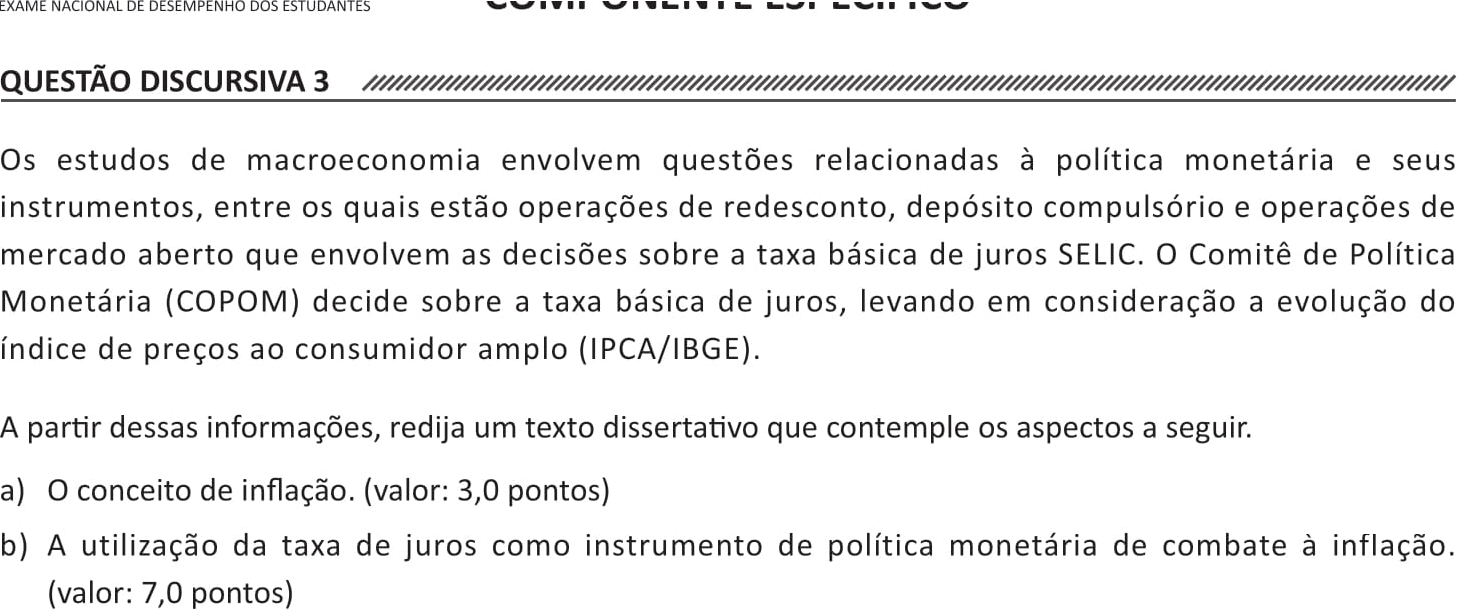 EXAME NACIONAL DE DESEMPENHO DOS ESTUDANTES
COMPONENTE ESPECÍFICO
QUESTÃO DISCURSIVA 3
Os estudos de macroeconomia envolvem questões relacionadas à política monetária e seus
instrumentos, entre os quais estão operações de redesconto, depósito compulsório e operações de
mercado aberto que envolvem as decisões sobre a taxa básica de juros SELIC. O Comitê de Política
Monetária (COPOM) decide sobre a taxa básica de juros, levando em consideração a evolução do
índice de preços ao consumidor amplo (IPCA/IBGE).
A partir dessas informações, redija um texto dissertativo que contemple os aspectos a seguir.
a) O conceito de inflação. (valor: 3,0 pontos)
b) A utilização da taxa de juros como instrumento de política monetária de combate à inflação.
(valor: 7,0 pontos)